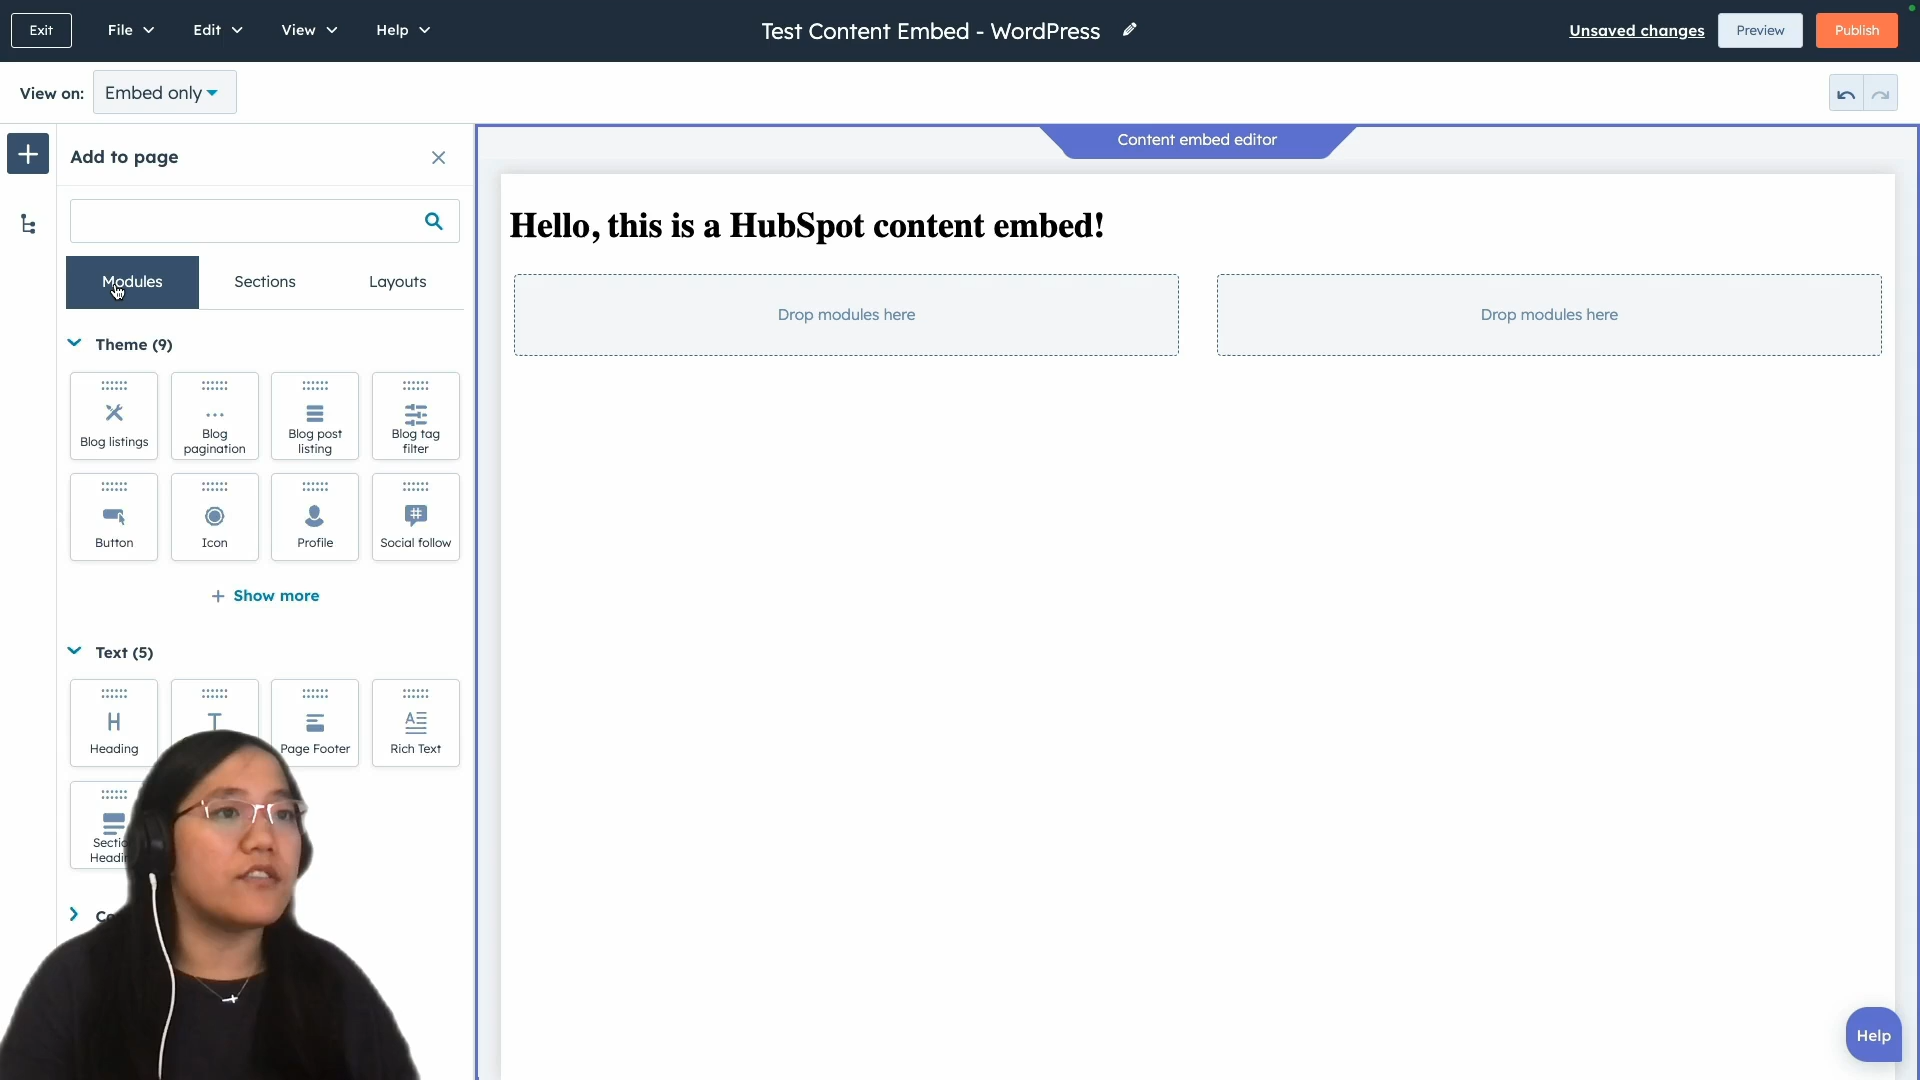 Exit
File
Edit
View
Help
Test Content Embed - WordPress
Unsaved changes
Preview
Publish
View on:
Embed only
Add to page
Modules
Sections
Layouts
Theme (9)
Blog listings
Blog
pagination
Blog post
listing
Blog tag
filter
Button
Icon
Profile
Social follow
+ Show more
Text (5)
H
T
Heading
Page Footer
Rich Text
Content embed editor
Hello, this is a HubSpot content embed!
Drop modules here
Drop modules here
Help